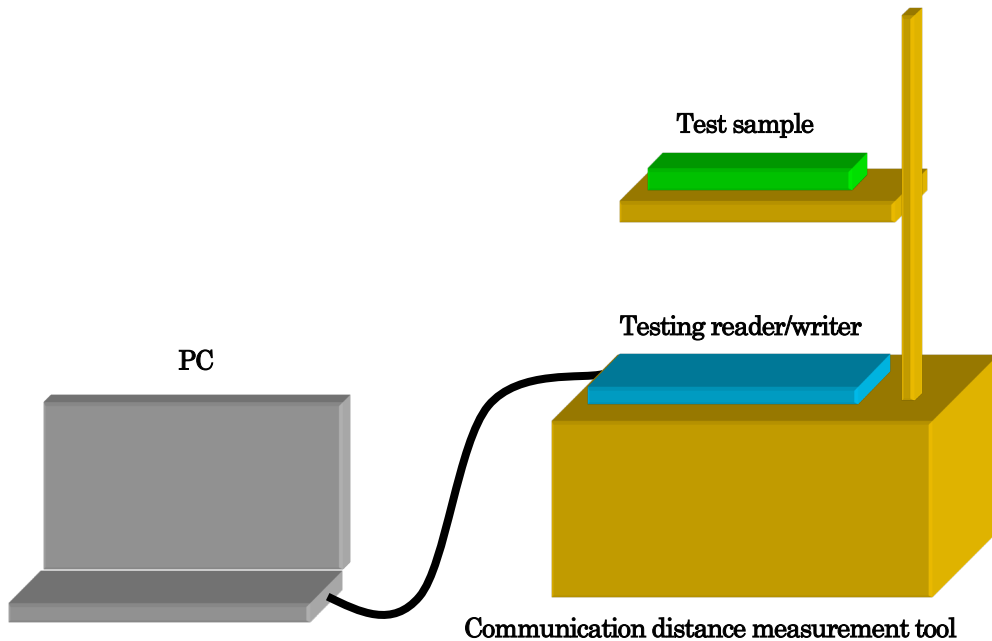 Test sample
Testing reader/writer
PC
Communication distance measurement tool